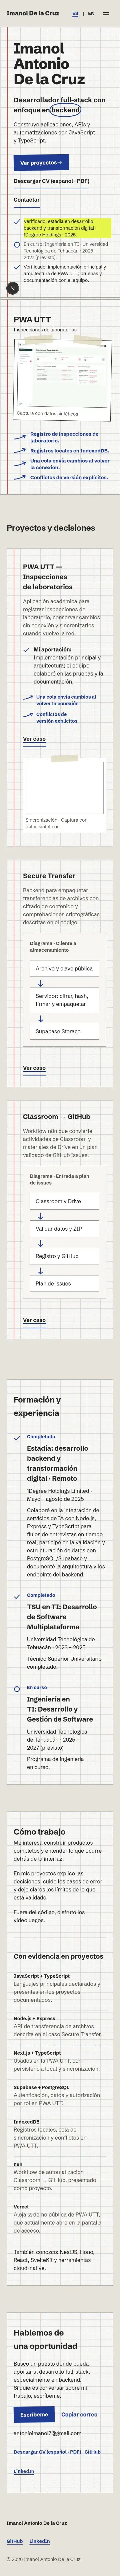 Imanol De la Cruz
ES | EN
Imanol
Antonio
De la Cruz
Desarrollador full-stack con
enfoque en backend.
Construyo aplicaciones, APIs y
automatizaciones con JavaScript
y TypeScript.
Ver proyectos →
Descargar CV (español · PDF)
Contactar
Verificado: estadía en desarrollo
backend y transformación digital ·
1Degree Holdings · 2025.
En curso: Ingeniería en TI · Universidad
Tecnológica de Tehuacán · 2026–
2027 (previsto).
Verificado: Implementación principal y
arquitectura de PWA UTT; pruebas y
documentación con el equipo.
N
PWA UTT
Inspecciones de laboratorios
Captura con datos sintéticos
Registro de inspecciones de
laboratorio.
Registros locales en IndexedDB.
Una cola envía cambios al volver
la conexión.
Conflictos de versión explícitos.
Proyectos y decisiones
PWA UTT —
Inspecciones
de laboratorios
Aplicación académica para
registrar inspecciones de
laboratorio, conservar cambios
sin conexión y sincronizarlos
cuando vuelve la red.
Mi aportación:
Implementación principal y
arquitectura; el equipo
colaboró en las pruebas y la
documentación.
Una cola envía cambios al
volver la conexión
Conflictos de
versión explícitos
Ver caso
Sincronización · Captura con
datos sintéticos
Secure Transfer
Backend para empaquetar
transferencias de archivos con
cifrado de contenido y
comprobaciones criptográficas
descritas en el código.
Diagrama · Cliente a
almacenamiento
Archivo y clave pública
Servidor: cifrar, hash,
firmar y empaquetar
Supabase Storage
Ver caso
Classroom → GitHub
Workflow n8n que convierte
actividades de Classroom y
materiales de Drive en un plan
validado de GitHub Issues.
Diagrama · Entrada a plan
de issues
Classroom y Drive
Validar datos y ZIP
Registro y GitHub
Plan de Issues
Ver caso
Formación y
experiencia
Completado
Estadía: desarrollo
backend y
transformación
digital · Remoto
1Degree Holdings Limited ·
Mayo – agosto de 2025
Colaboré en la integración de
servicios de IA con Node.js,
Express y TypeScript para
flujos de entrevistas en tiempo
real, participé en la validación y
estructuración de datos con
PostgreSQL/Supabase y
documenté la arquitectura y los
endpoints del backend.
Completado
TSU en TI: Desarrollo
de Software
Multiplataforma
Universidad Tecnológica de
Tehuacán · 2023 – 2025
Técnico Superior Universitario
completado.
En curso
Ingeniería en
TI: Desarrollo y
Gestión de Software
Universidad Tecnológica
de Tehuacán · 2025 –
2027 (previsto)
Programa de ingeniería
en curso.
Cómo trabajo
Me interesa construir productos
completos y entender lo que ocurre
detrás de la interfaz.
En mis proyectos explico las
decisiones, cuido los casos de error
y dejo claros los límites de lo que
está validado.
Fuera del código, disfruto los
videojuegos.
Con evidencia en proyectos
JavaScript + TypeScript
Lenguajes principales declarados y
presentes en los proyectos
documentados.
Node.js + Express
API de transferencia de archivos
descrita en el caso Secure Transfer.
Next.js + TypeScript
Usados en la PWA UTT, con
persistencia local y sincronización.
Supabase + PostgreSQL
Autenticación, datos y autorización
por rol en PWA UTT.
IndexedDB
Registros locales, cola de
sincronización y conflictos en
PWA UTT.
n8n
Workflow de automatización
Classroom → GitHub, presentado
como proyecto.
Vercel
Aloja la demo pública de PWA UTT,
que actualmente abre en la pantalla
de acceso.
También conozco: NestJS, Hono,
React, SvelteKit y herramientas
cloud-native.
Hablemos de
una oportunidad
Busco un puesto donde pueda
aportar al desarrollo full-stack,
especialmente en backend.
Si quieres conversar sobre mi
trabajo, escríbeme.
Escríbeme
Copiar correo
antonioimanol7@gmail.com
Descargar CV (español · PDF) GitHub
LinkedIn
Imanol Antonio De la Cruz
GitHub LinkedIn
© 2026 Imanol Antonio De la Cruz